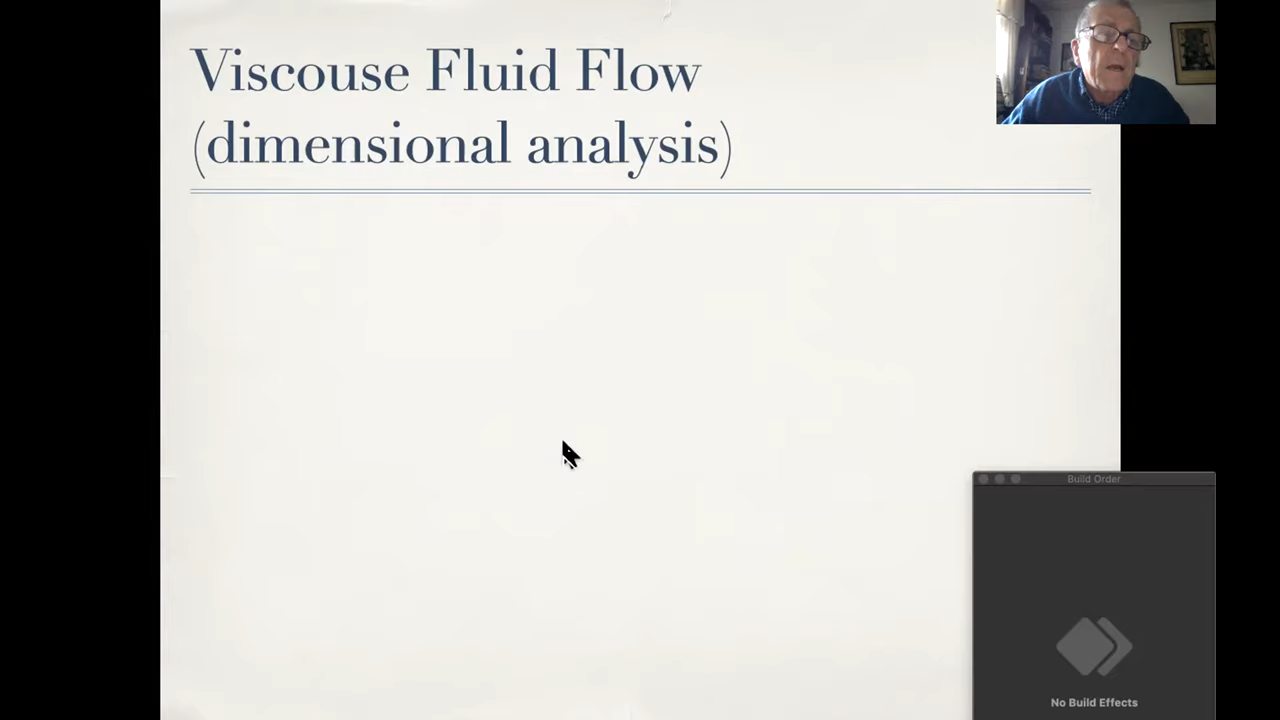 Viscouse Fluid Flow
(dimensional analysis)
Build Order
No Build Effects